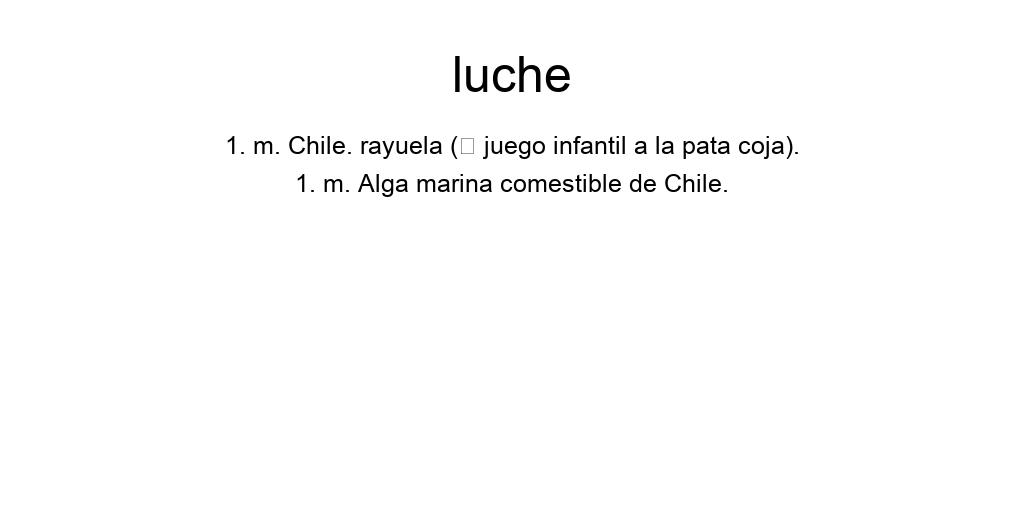 luche
1. m. Chile. rayuela (□ juego infantil a la pata coja).
1. m. Alga marina comestible de Chile.